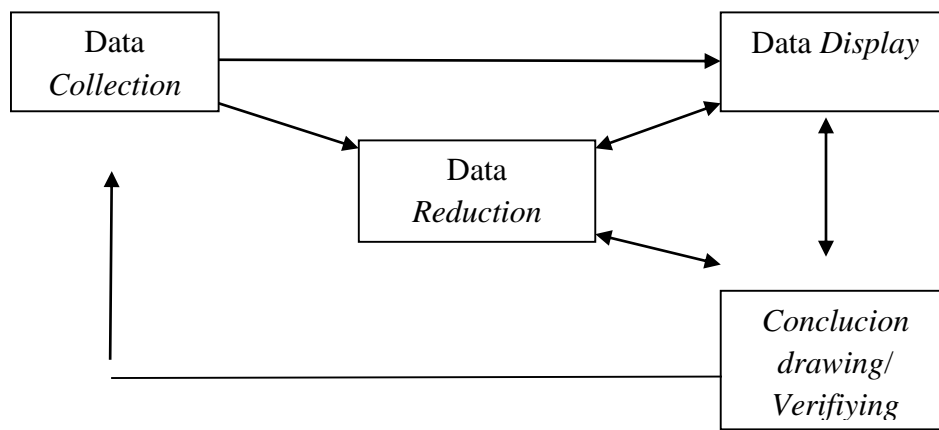 Data
Collection
Data Display
Data
Reduction
Conclucion
drawing/
Verifiying